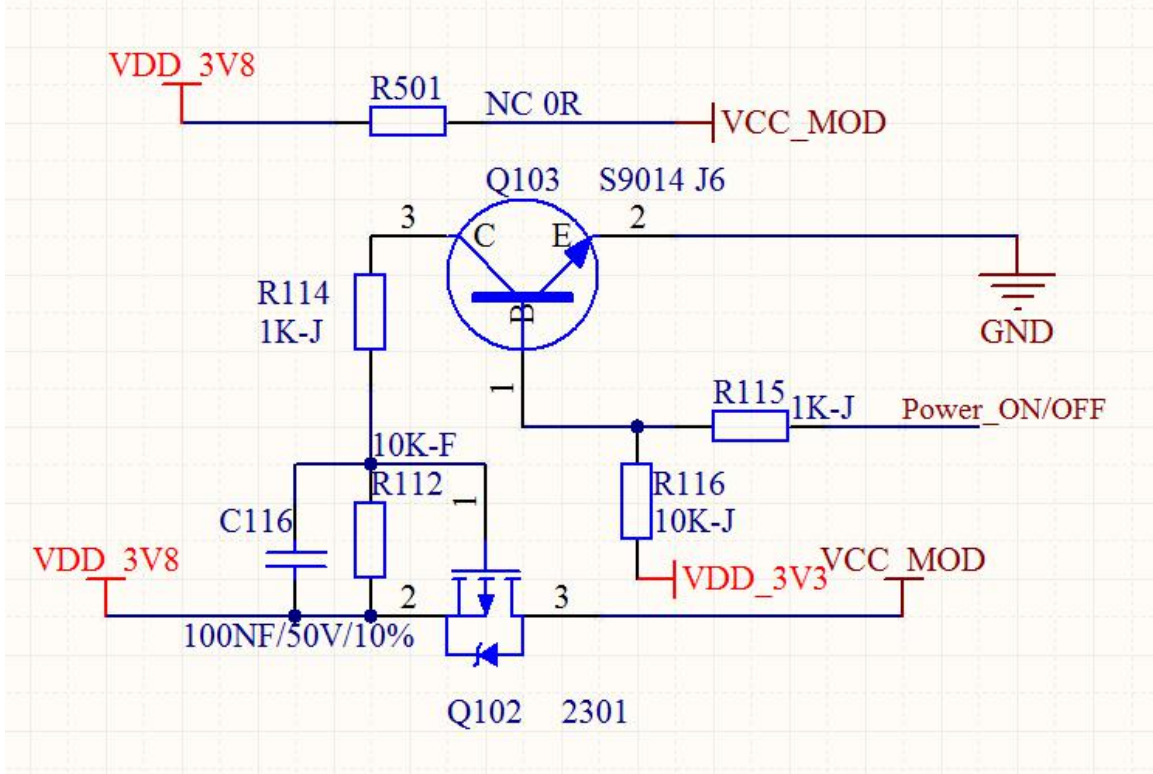 VDD_3V8
R501
NC 0R
VCC_MOD
Q103
S9014 J6
3
C
E
2
R114
1K-J
B
GND
1
R115
1K-J
Power_ON/OFF
10K-F
R112
1
R116
10K-J
C116
VDD_3V8
2
3
VDD_3V3
VCC_MOD
100NF/50V/10%
Q102
2301